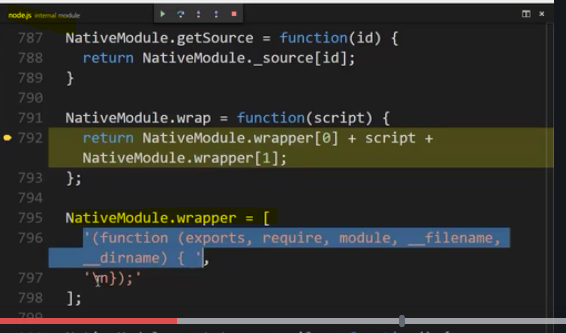 node.js internal module
787 NativeModule.getSource = function(id) {
788 return NativeModule._source[id];
789 }
790
791 NativeModule.wrap = function(script) {
792 return NativeModule.wrapper[0] + script +
NativeModule.wrapper[1];
793 };
794
795 NativeModule.wrapper = [
796 '(function (exports, require, module, __filename,
__dirname) { ',
797 '\n});'
798 ];
799